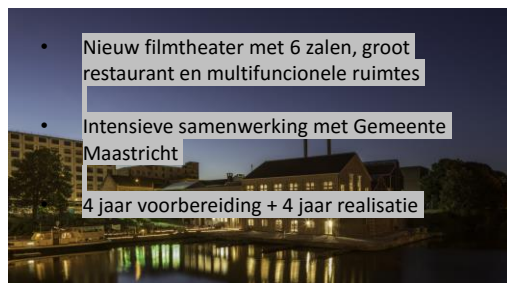 • Nieuw filmtheater met 6 zalen, groot
restaurant en multifuncionele ruimtes
• Intensieve samenwerking met Gemeente
Maastricht
• 4 jaar voorbereiding + 4 jaar realisatie